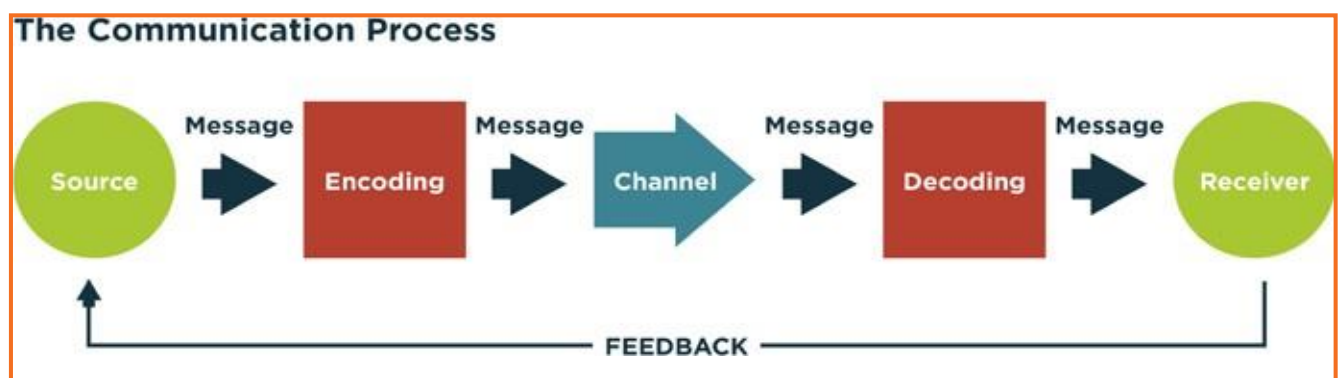 The Communication Process
Message Message Message Message
Source Encoding Channel Decoding Receiver
FEEDBACK